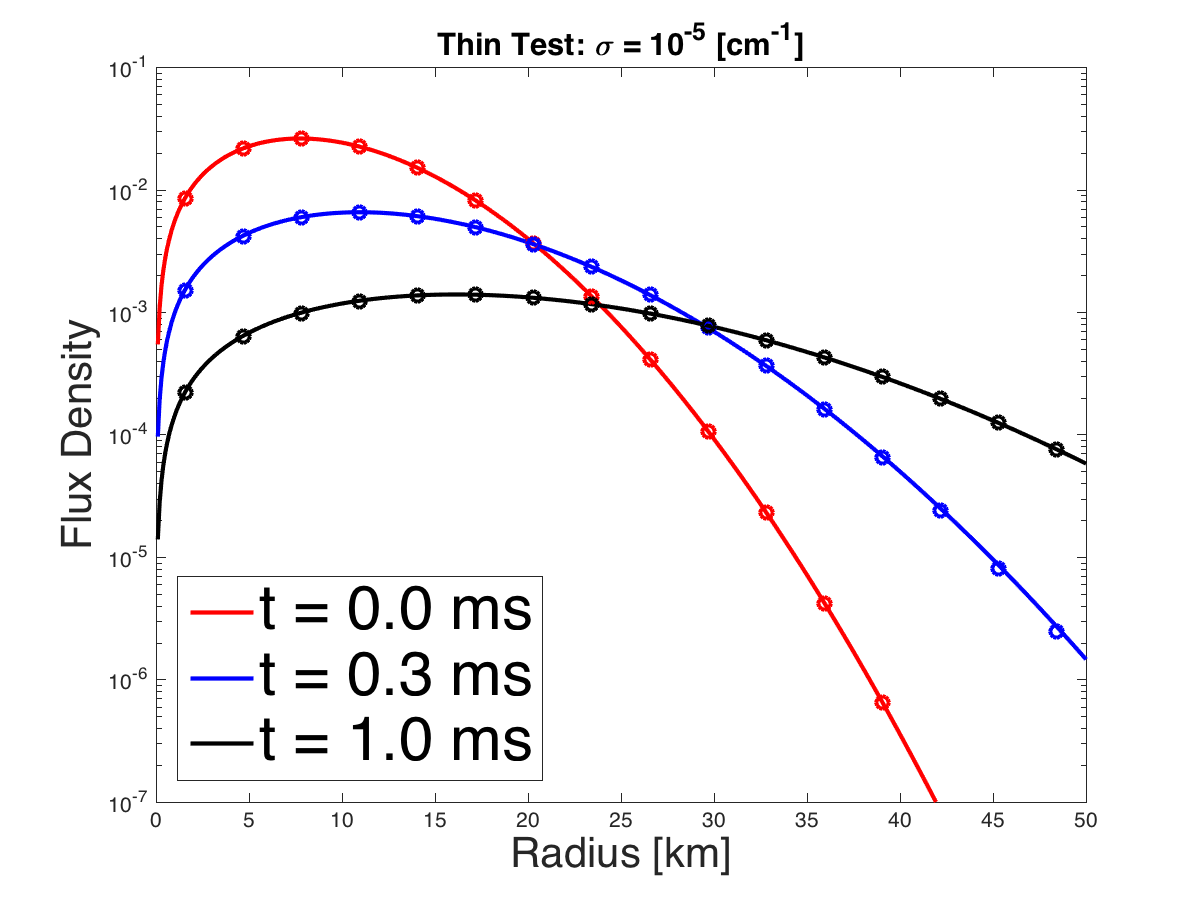 Thin Test: σ = 10^-5 [cm^-1]
10^-1
10^-2
10^-3
10^-4
10^-5
10^-6
10^-7
Flux Density
t = 0.0 ms
t = 0.3 ms
t = 1.0 ms
0 5 10 15 20 25 30 35 40 45 50
Radius [km]